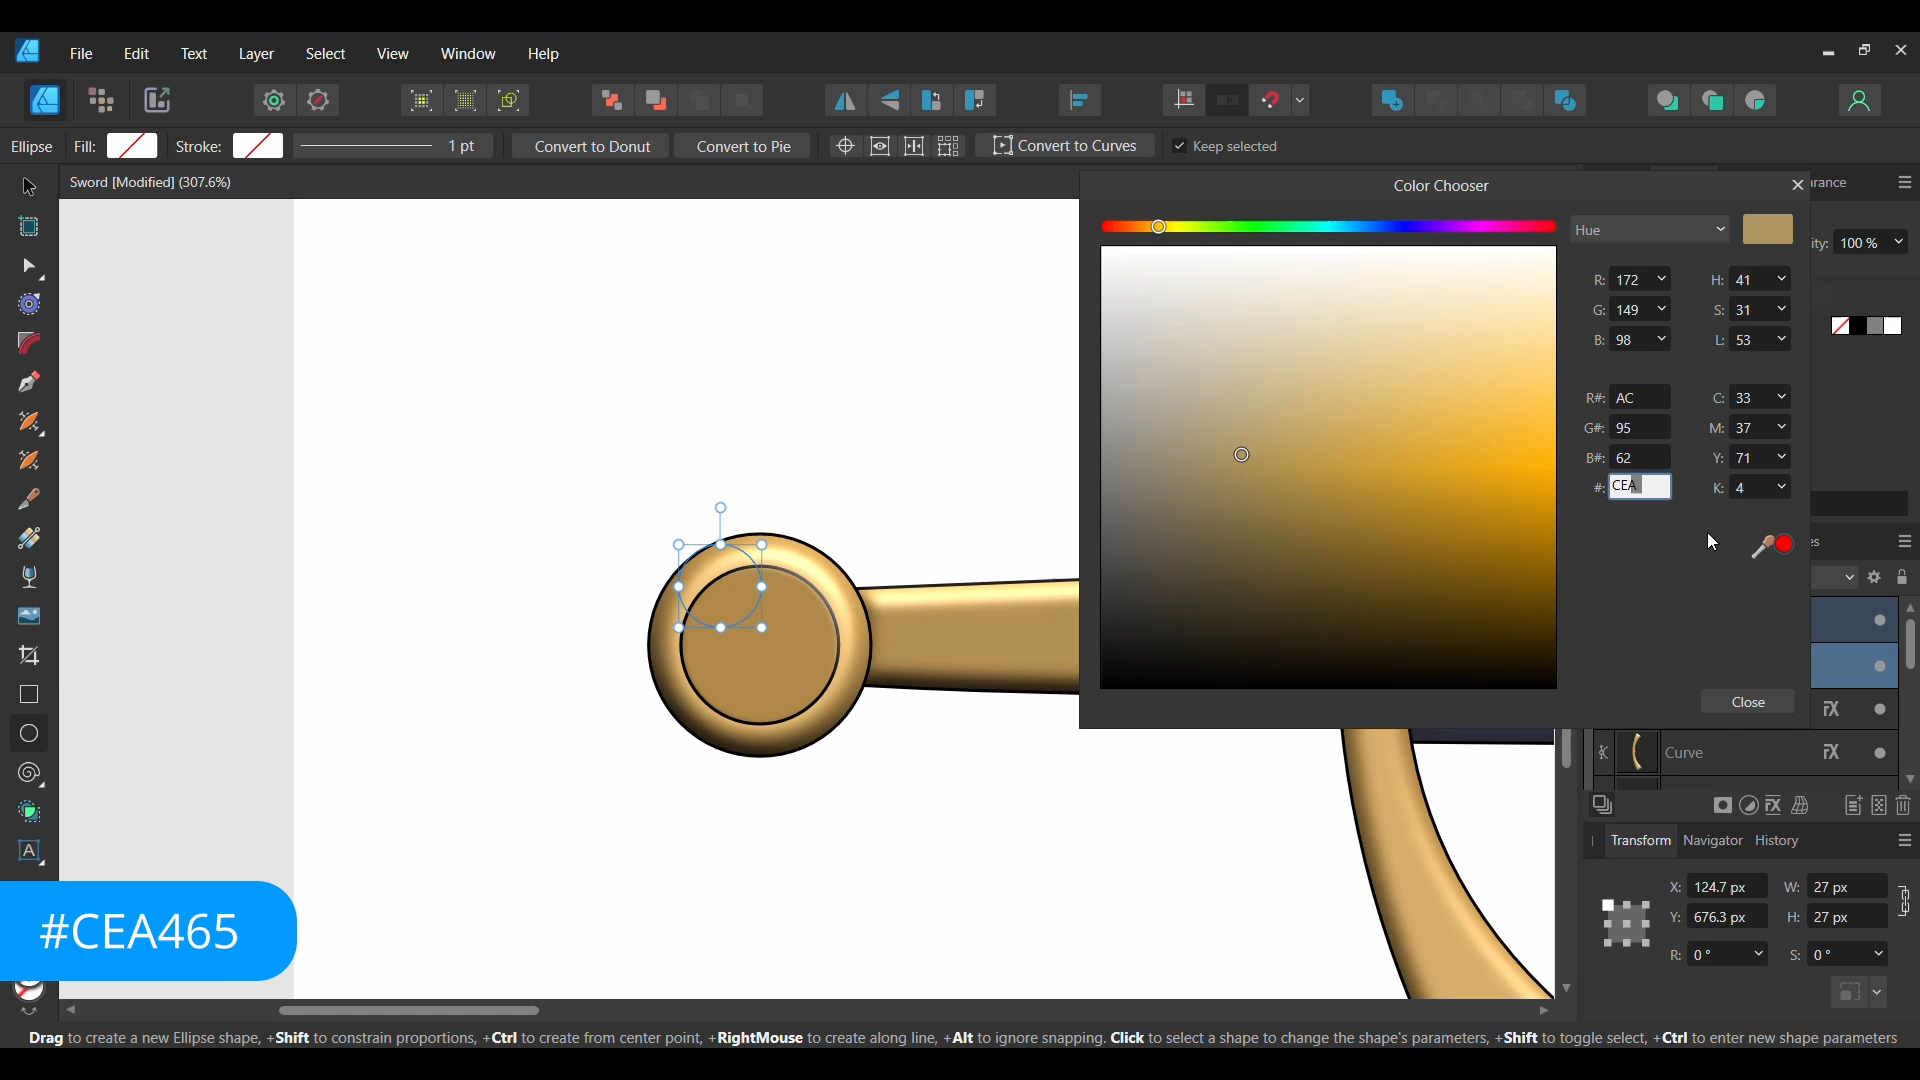 File Edit Text Layer Select View Window Help
Ellipse Fill: Stroke: 1 pt Convert to Donut Convert to Pie Convert to Curves Keep selected
Sword [Modified] (307.6%)
Color Chooser
rance
Hue
ity: 100 %
R: 172 H: 41
G: 149 S: 31
B: 98 L: 53
R#: AC C: 33
G#: 95 M: 37
B#: 62 Y: 71
#: CEA K: 4
es
Close
FX
Curve FX
Transform Navigator History
X: 124.7 px W: 27 px
Y: 676.3 px H: 27 px
R: 0 ° S: 0 °
#CEA465
Drag to create a new Ellipse shape, +Shift to constrain proportions, +Ctrl to create from center point, +RightMouse to create along line, +Alt to ignore snapping. Click to select a shape to change the shape's parameters, +Shift to toggle select, +Ctrl to enter new shape parameters